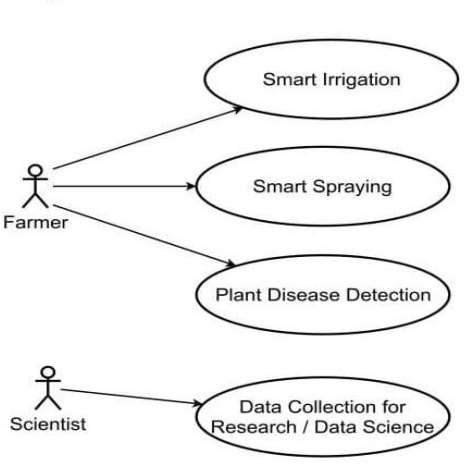 Smart Irrigation
Smart Spraying
Farmer
Plant Disease Detection
Scientist
Data Collection for
Research / Data Science